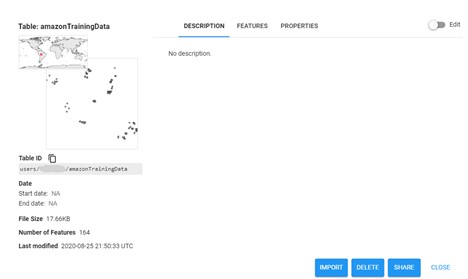 Table: amazonTrainingData
DESCRIPTION FEATURES PROPERTIES Edit
No description.
Table ID
users/ /amazonTrainingData
Date
Start date: NA
End date: NA
File Size 17.66KB
Number of Features 164
Last modified 2020-08-25 21:50:33 UTC
IMPORT DELETE SHARE CLOSE